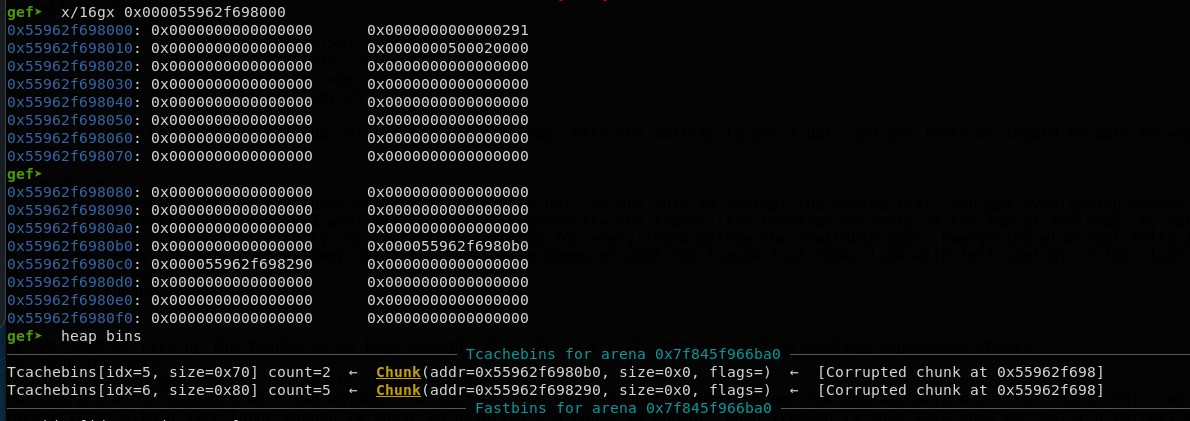 gef➤  x/16gx 0x000055962f698000
0x55962f698000: 0x0000000000000000 0x0000000000000291
0x55962f698010: 0x0000000000000000 0x0000000500020000
0x55962f698020: 0x0000000000000000 0x0000000000000000
0x55962f698030: 0x0000000000000000 0x0000000000000000
0x55962f698040: 0x0000000000000000 0x0000000000000000
0x55962f698050: 0x0000000000000000 0x0000000000000000
0x55962f698060: 0x0000000000000000 0x0000000000000000
0x55962f698070: 0x0000000000000000 0x0000000000000000
gef➤
0x55962f698080: 0x0000000000000000 0x0000000000000000
0x55962f698090: 0x0000000000000000 0x0000000000000000
0x55962f6980a0: 0x0000000000000000 0x0000000000000000
0x55962f6980b0: 0x0000000000000000 0x000055962f6980b0
0x55962f6980c0: 0x000055962f698290 0x0000000000000000
0x55962f6980d0: 0x0000000000000000 0x0000000000000000
0x55962f6980e0: 0x0000000000000000 0x0000000000000000
0x55962f6980f0: 0x0000000000000000 0x0000000000000000
gef➤  heap bins
Tcachebins for arena 0x7f845f966ba0
Tcachebins[idx=5, size=0x70] count=2 ← Chunk(addr=0x55962f6980b0, size=0x0, flags=) ← [Corrupted chunk at 0x55962f698]
Tcachebins[idx=6, size=0x80] count=5 ← Chunk(addr=0x55962f698290, size=0x0, flags=) ← [Corrupted chunk at 0x55962f698]
Fastbins for arena 0x7f845f966ba0